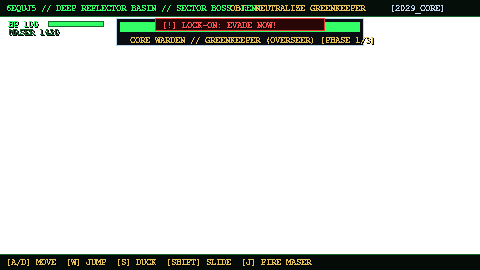 6EQUJ5 // DEEP REFLECTOR BASIN // SECTOR BOSS NEUTRALIZE GREENKEEPER [2029_CORE]
HP 100
[!] LOCK-ON: EVADE NOW!
MASER 1420
CORE WARDEN // GREENKEEPER (OVERSEER) [PHASE 1/3]
[A/D] MOVE [W] JUMP [S] DUCK [SHIFT] SLIDE [J] FIRE MASER